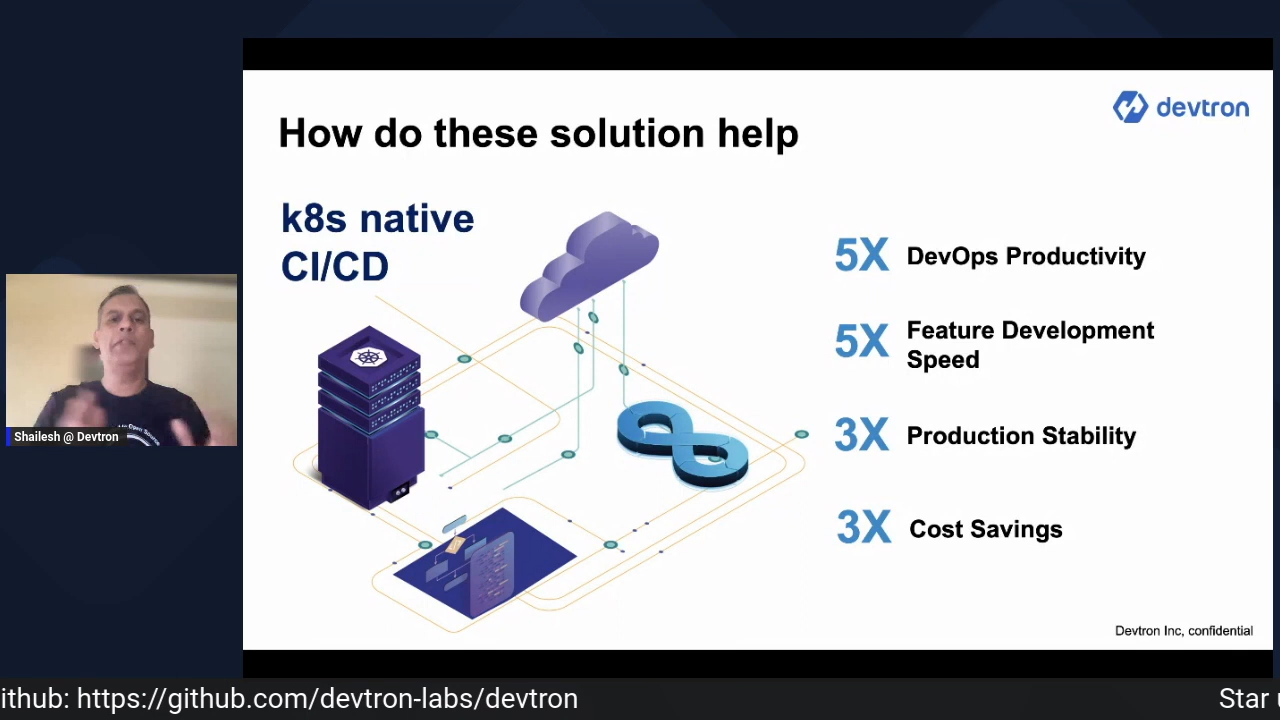 devtron
How do these solution help
k8s native
CI/CD
5X DevOps Productivity
5X Feature Development
Speed
3X Production Stability
3X Cost Savings
Shailesh @ Devtron
Devtron Inc, confidential
ithub: https://github.com/devtron-labs/devtron
Star